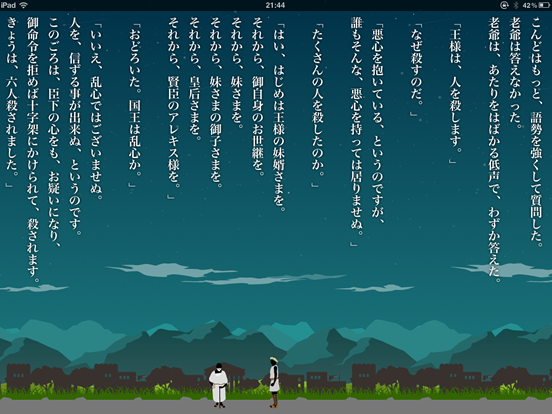 iPad
21:44
42%
こんどはもっと、語勢を強くして質問した。
老爺は答えなかった。
老爺は、あたりをはばかる低声で、わずか答えた。
「王様は、人を殺します。」
「なぜ殺すのだ。」
「悪心を抱いている、というのですが、
誰もそんな、悪心を持っては居りませぬ。」
「たくさんの人を殺したのか。」
「はい、はじめは王様の妹婿さまを。
それから、御自身のお世継を。
それから、妹さまを。
それから、妹さまの御子さまを。
それから、皇后さまを。
それから、賢臣のアレキス様を。」
「おどろいた。国王は乱心か。」
「いいえ、乱心ではございませぬ。
人を、信ずる事が出来ぬ、というのです。
このごろは、臣下の心をも、お疑いになり、
御命令を拒めば十字架にかけられて、殺されます。
きょうは、六人殺されました。」